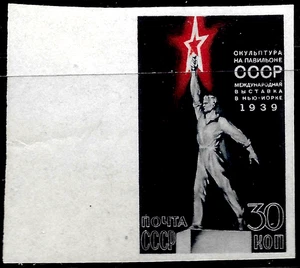 СКУЛЬПТУРА
НА ПАВИЛЬОНЕ
СССР
МЕЖДУНАРОДНАЯ
ВЫСТАВКА
В НЬЮ-ЙОРКЕ
1939
ПОЧТА
СССР
30
КОП